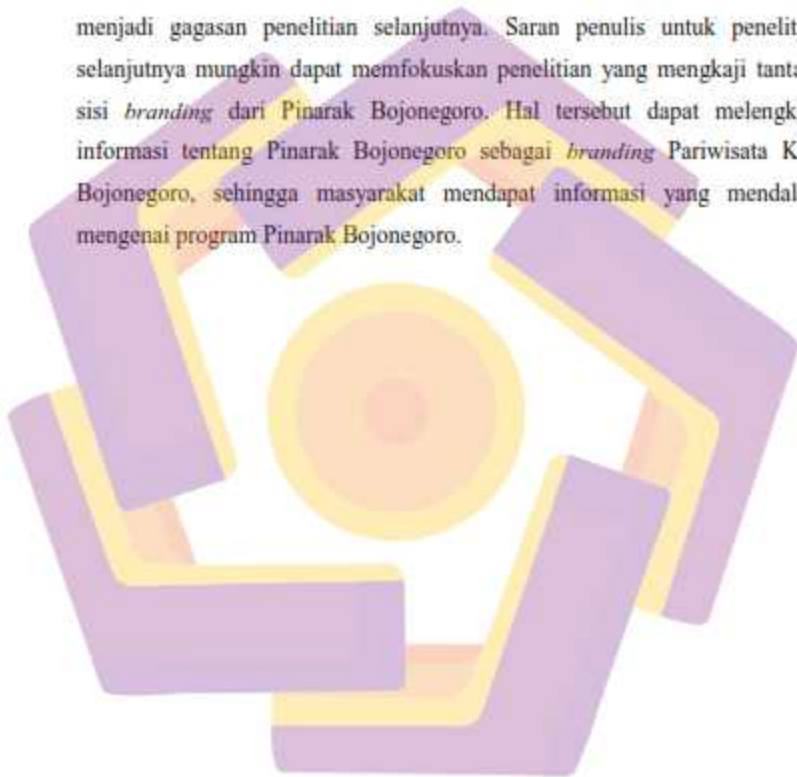 menjadi gagasan penelitian selanjutnya. Saran penulis untuk penelit
selanjutnya mungkin dapat memfokuskan penelitian yang mengkaji tanta
sisi branding dari Pinarak Bojonegoro. Hal tersebut dapat melengk
informasi tentang Pinarak Bojonegoro sebagai branding Pariwisata K
Bojonegoro, sehingga masyarakat mendapat informasi yang mendal
mengenai program Pinarak Bojonegoro.